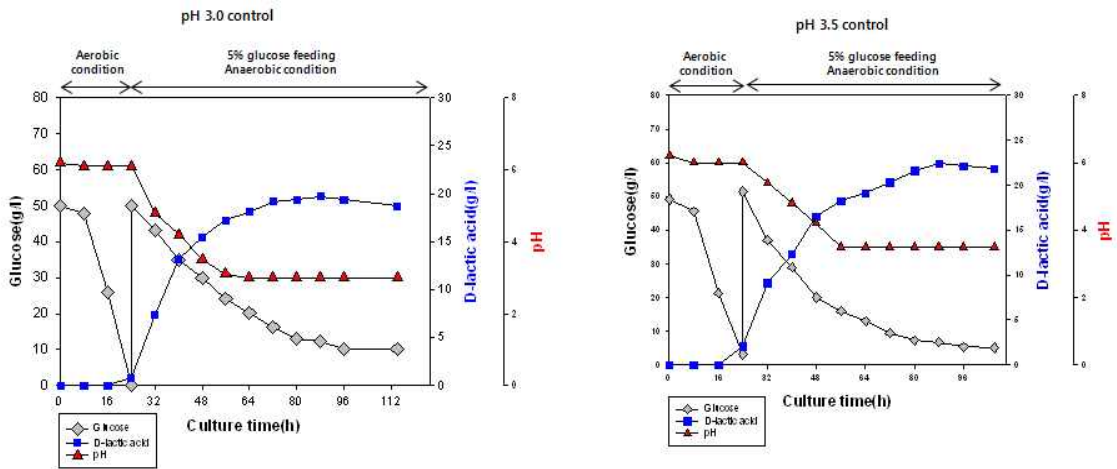 pH 3.0 control
Aerobic
condition
5% glucose feeding
Anaerobic condition
80
70
60
50
40
30
20
10
0
Glucose(g/l)
30
25
20
15
10
5
0
D-lactic acid(g/l)
8
6
4
2
0
pH
0 16 32 48 64 80 96 112
Culture time(h)
Glucose
D-lactic acid
pH
pH 3.5 control
Aerobic
condition
5% glucose feeding
Anaerobic condition
80
70
60
50
40
30
20
10
0
Glucose(g/l)
30
25
20
15
10
5
0
D-lactic acid(g/l)
8
6
4
2
0
pH
0 16 32 48 64 80 96
Culture time(h)
Glucose
D-lactic acid
pH